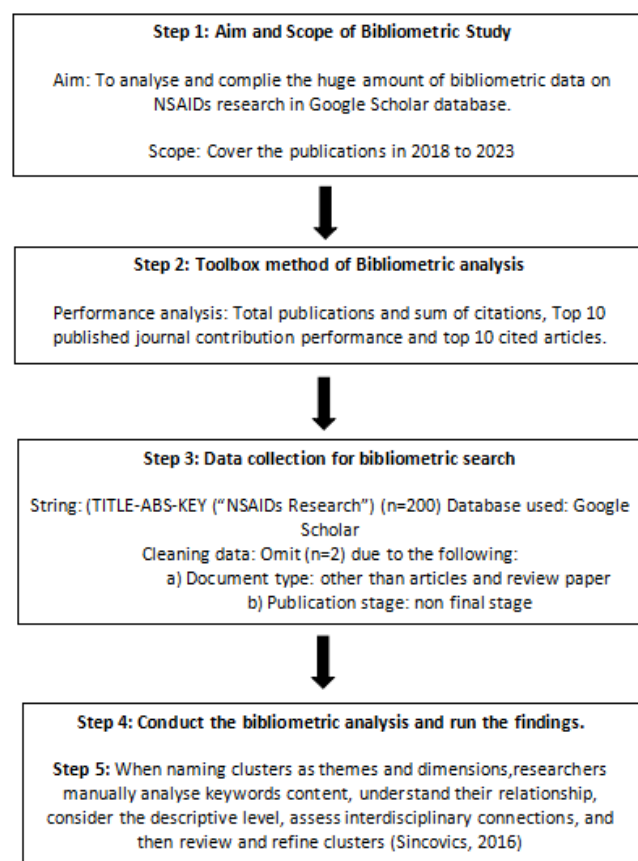 Step 1: Aim and Scope of Bibliometric Study
Aim: To analyse and complie the huge amount of bibliometric data on
NSAIDs research in Google Scholar database.
Scope: Cover the publications in 2018 to 2023
Step 2: Toolbox method of Bibliometric analysis
Performance analysis: Total publications and sum of citations, Top 10
published journal contribution performance and top 10 cited articles.
Step 3: Data collection for bibliometric search
String: (TITLE-ABS-KEY (“NSAIDs Research”) (n=200) Database used: Google
Scholar
Cleaning data: Omit (n=2) due to the following:
a) Document type: other than articles and review paper
b) Publication stage: non final stage
Step 4: Conduct the bibliometric analysis and run the findings.
Step 5: When naming clusters as themes and dimensions,researchers
manually analyse keywords content, understand their relationship,
consider the descriptive level, assess interdisciplinary connections, and
then review and refine clusters (Sincovics, 2016)